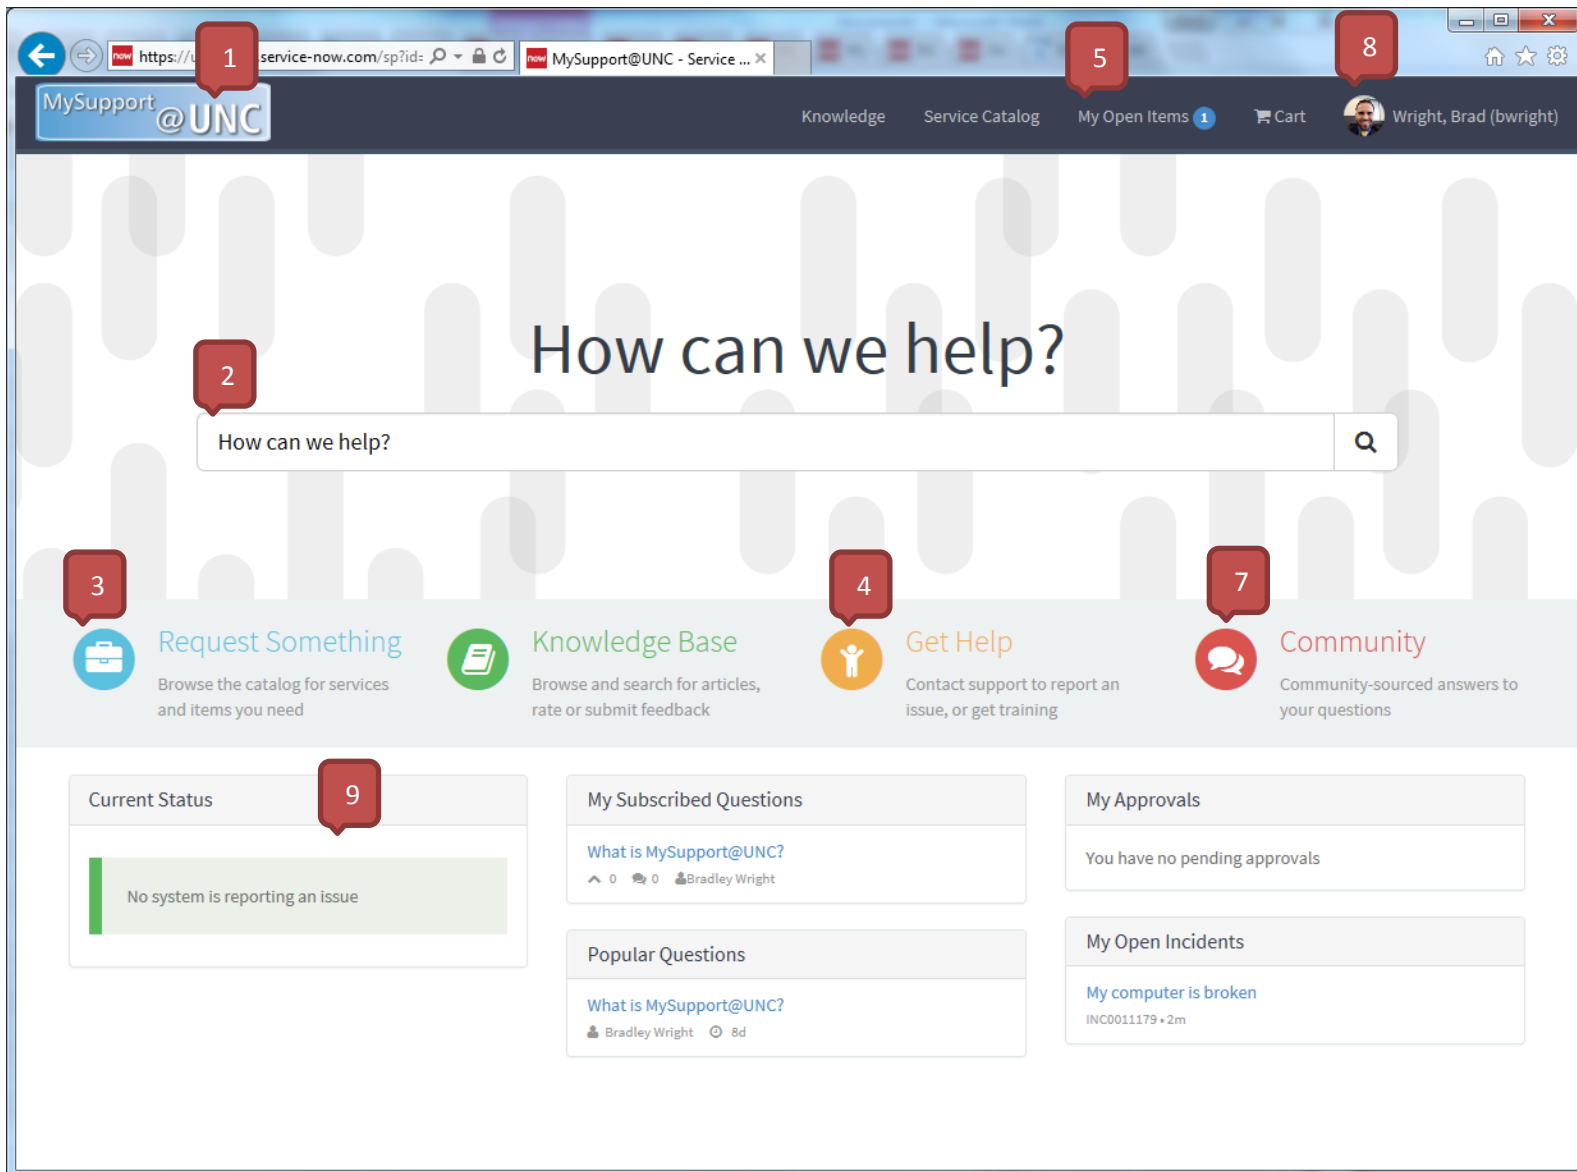 1
5
8
https://u
.service-now.com/sp?id=
now MySupport@UNC - Service ...
MySupport
@UNC
Knowledge
Service Catalog
My Open Items 1
Cart
Wright, Brad (bwright)
How can we help?
2
How can we help?
3
4
7
Request Something
Browse the catalog for services
and items you need
Knowledge Base
Browse and search for articles,
rate or submit feedback
Get Help
Contact support to report an
issue, or get training
Community
Community-sourced answers to
your questions
Current Status
9
No system is reporting an issue
My Subscribed Questions
What is MySupport@UNC?
0 0 Bradley Wright
Popular Questions
What is MySupport@UNC?
Bradley Wright 8d
My Approvals
You have no pending approvals
My Open Incidents
My computer is broken
INC0011179 • 2m